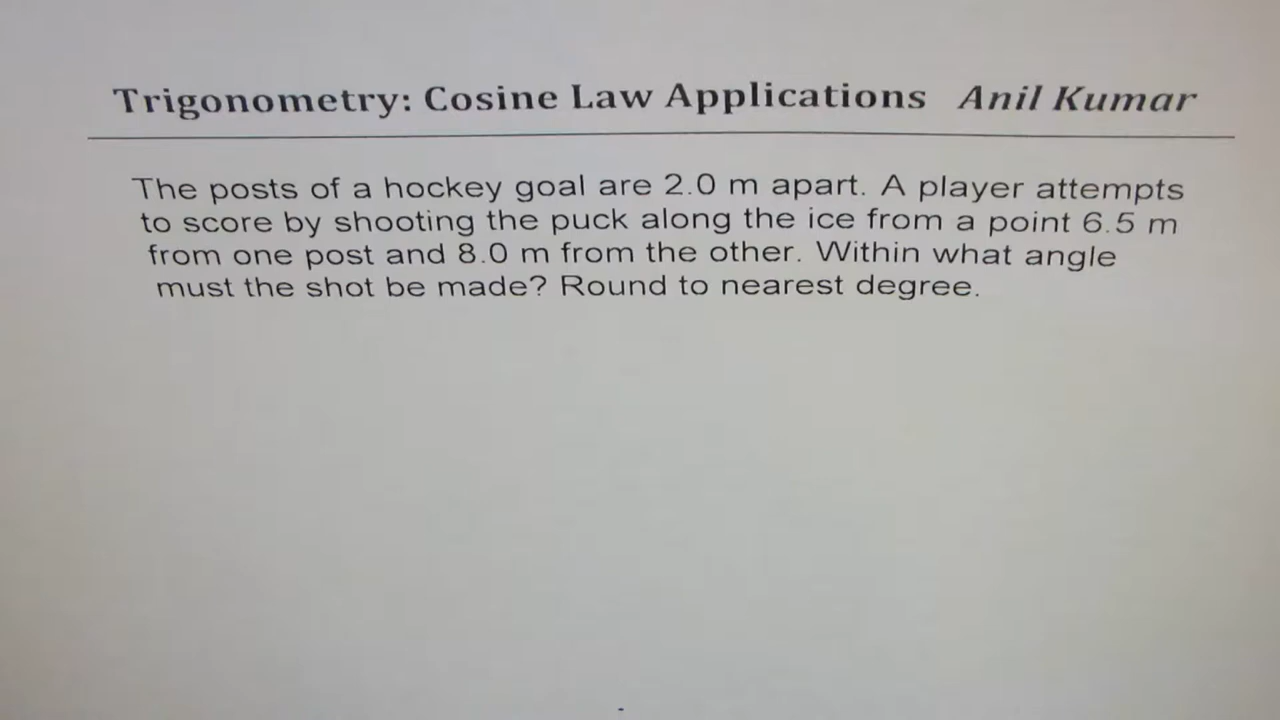 Trigonometry: Cosine Law Applications Anil Kumar
The posts of a hockey goal are 2.0 m apart. A player attempts
to score by shooting the puck along the ice from a point 6.5 m
from one post and 8.0 m from the other. Within what angle
must the shot be made? Round to nearest degree.